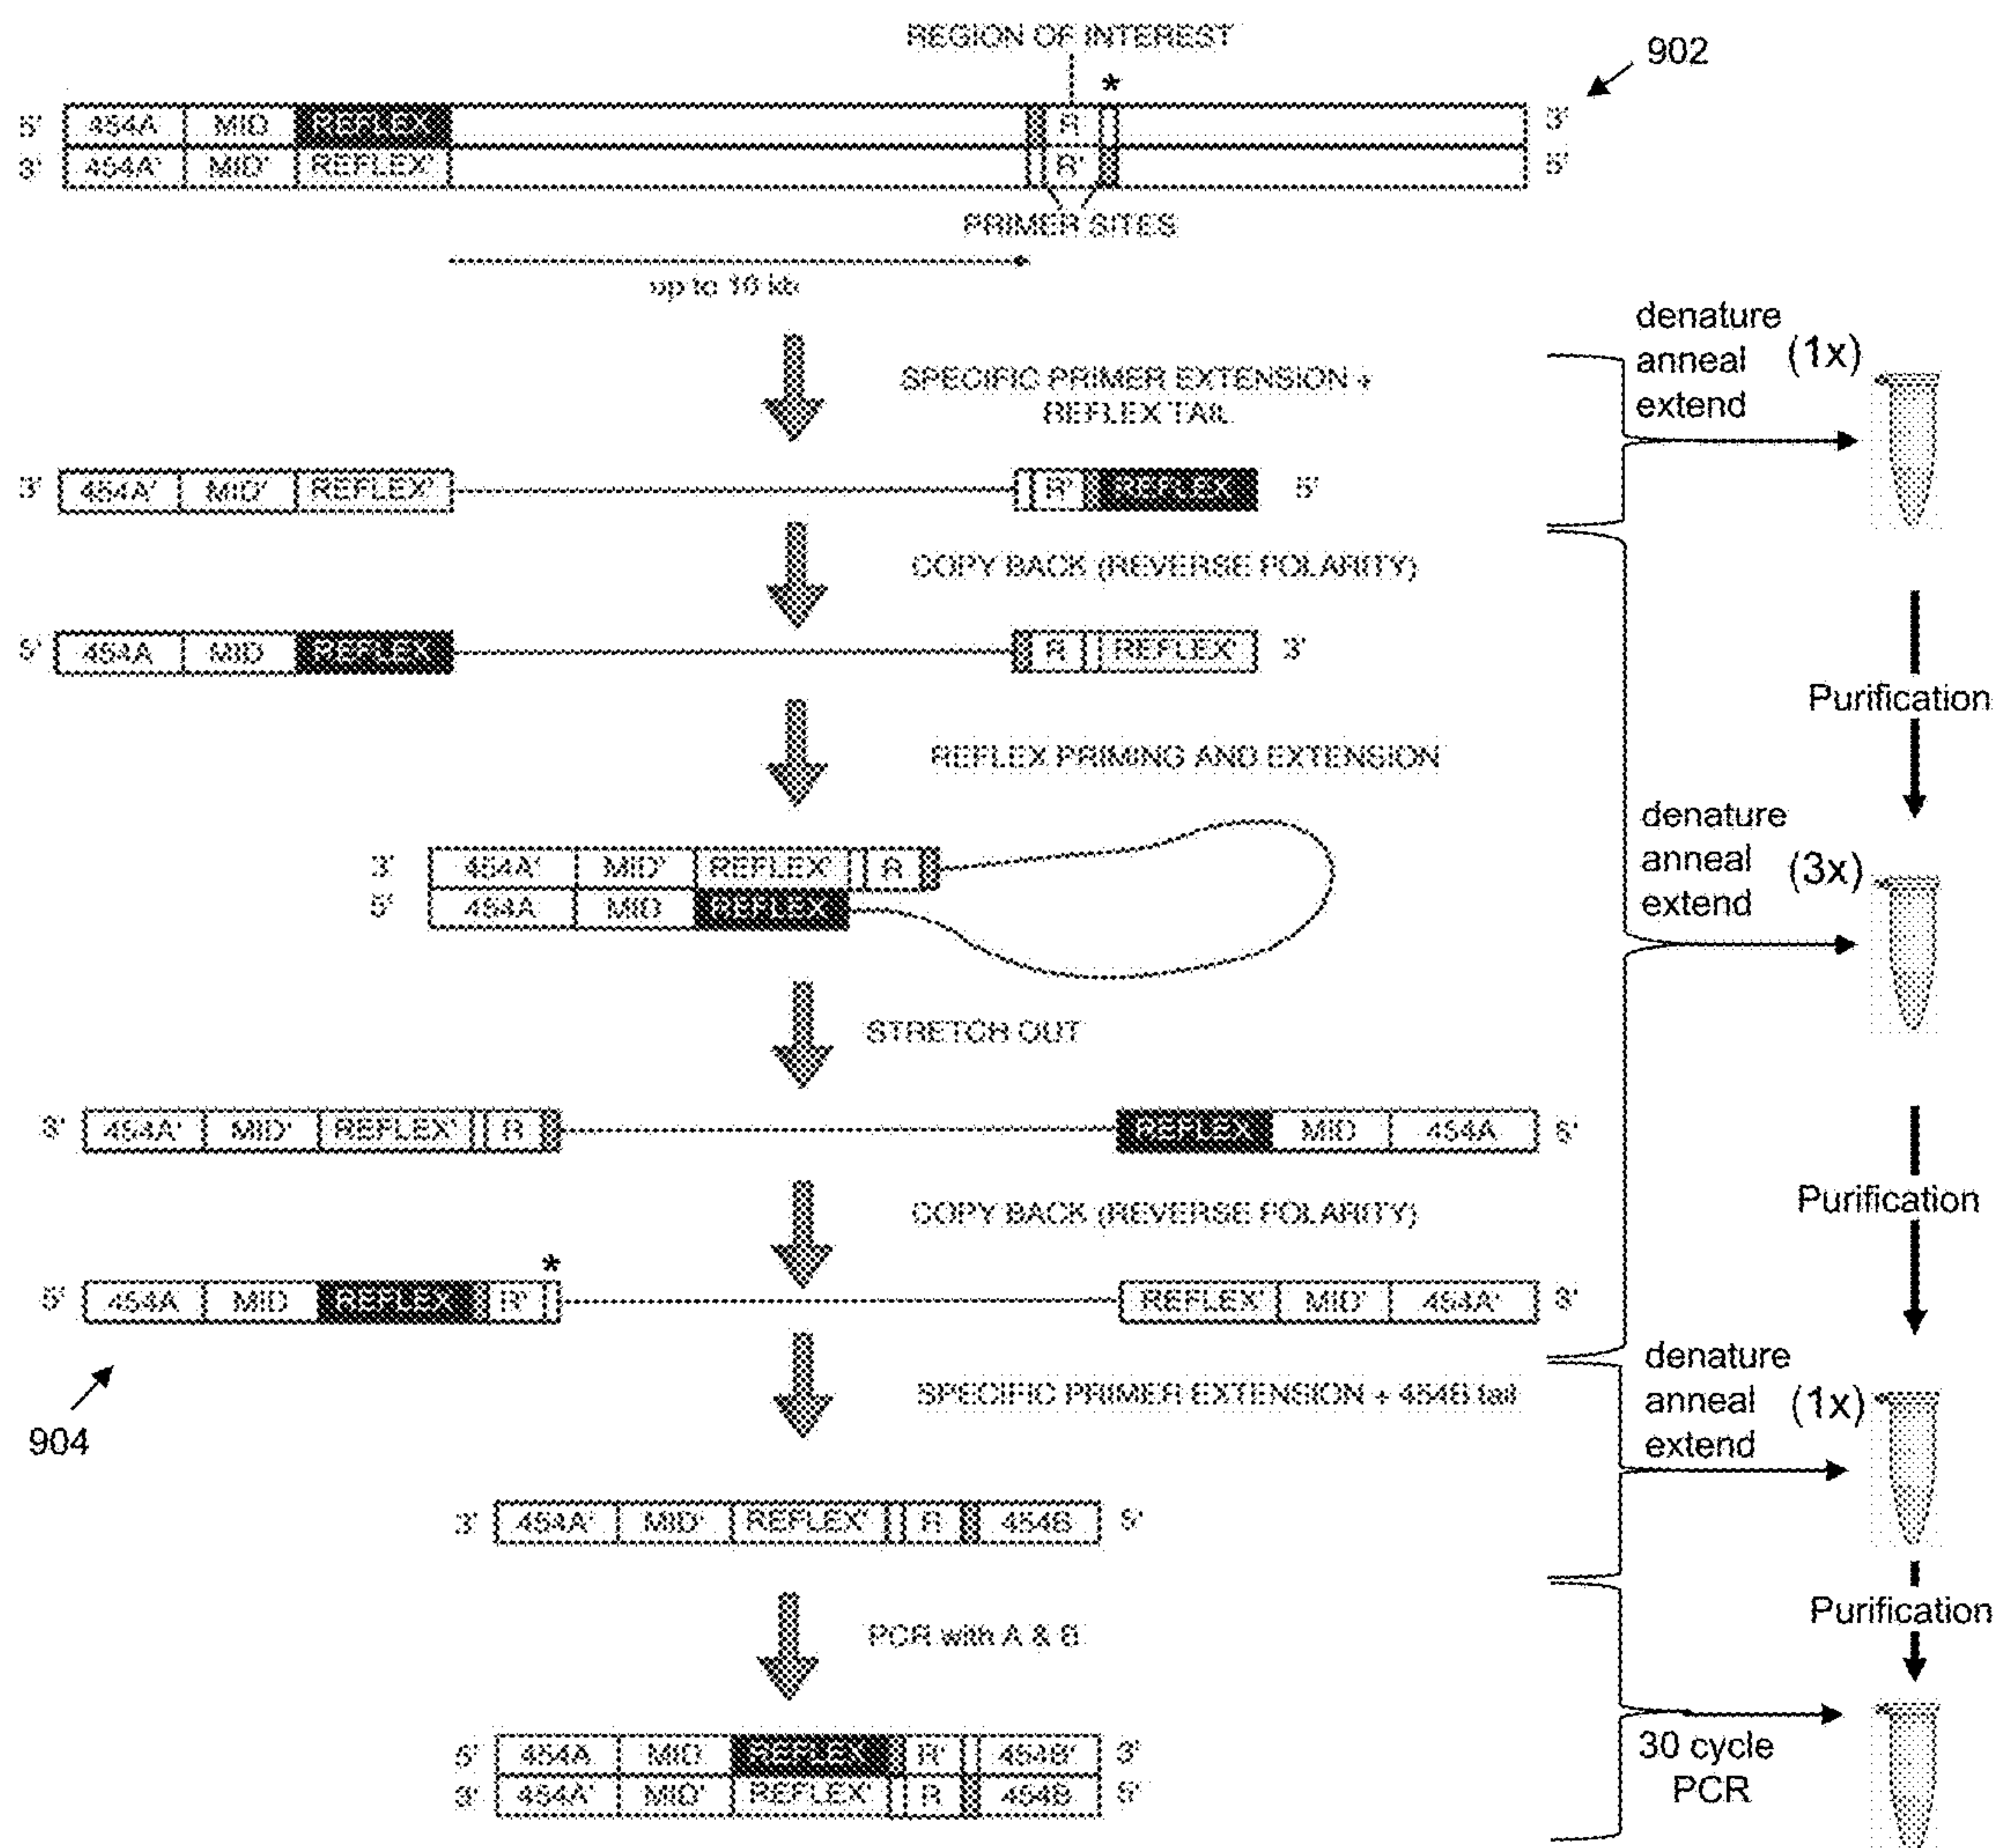 REGION OF INTEREST
*
902
5' 454A MID REFLEX R 3'
3' 454A' MID' REFLEX' R' 5'
PRIMER SITES
up to 10 kb
SPECIFIC PRIMER EXTENSION +
REFLEX TAIL
denature
anneal (1x)
extend
3' 454A' MID' REFLEX' R' REFLEX 5'
COPY BACK (REVERSE POLARITY)
5' 454A MID REFLEX R REFLEX' 3'
Purification
REFLEX PRIMING AND EXTENSION
denature
anneal (3x)
extend
3' 454A' MID' REFLEX' R
5' 454A MID REFLEX
STRETCH OUT
3' 454A' MID' REFLEX' R REFLEX MID 454A 5'
COPY BACK (REVERSE POLARITY)
Purification
*
5' 454A MID REFLEX R' REFLEX' MID' 454A' 3'
904
SPECIFIC PRIMER EXTENSION + 454B tail
denature
anneal (1x)
extend
3' 454A' MID' REFLEX' R 454B 5'
Purification
PCR with A & B
30 cycle
PCR
5' 454A MID REFLEX R' 454B' 3'
3' 454A' MID' REFLEX' R 454B 5'